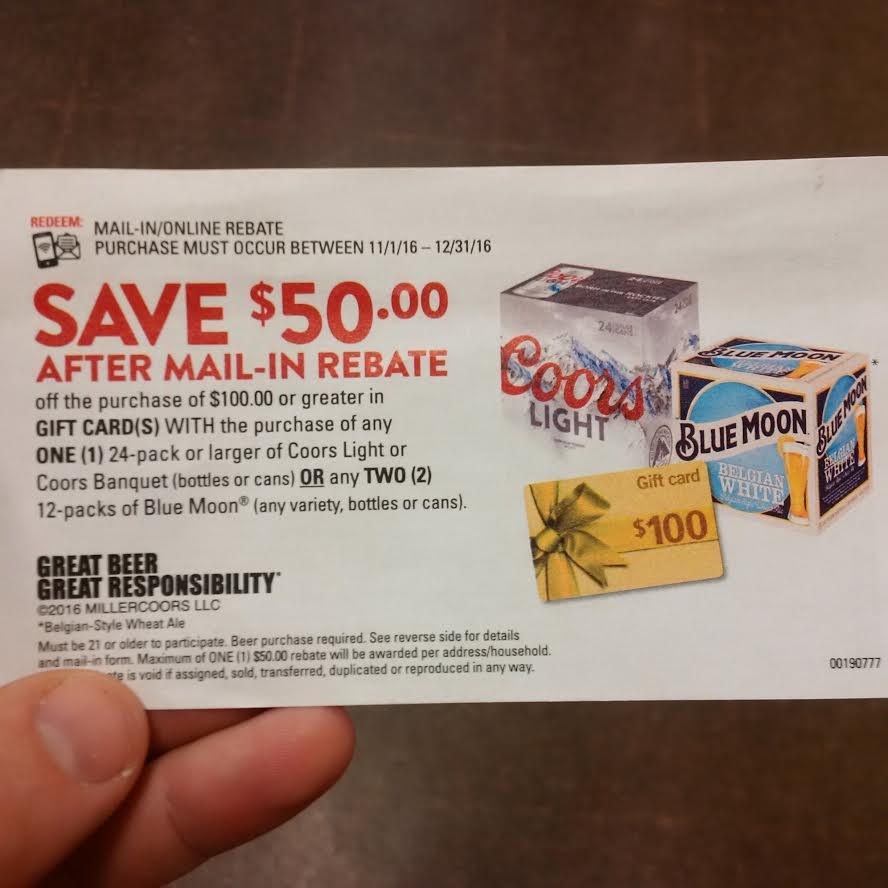 REDEEM:
MAIL-IN/ONLINE REBATE
PURCHASE MUST OCCUR BETWEEN 11/1/16 – 12/31/16
SAVE $50.00
AFTER MAIL-IN REBATE
off the purchase of $100.00 or greater in
GIFT CARD(S) WITH the purchase of any
ONE (1) 24-pack or larger of Coors Light or
Coors Banquet (bottles or cans) OR any TWO (2)
12-packs of Blue Moon® (any variety, bottles or cans).
GREAT BEER
GREAT RESPONSIBILITY®
©2016 MILLERCOORS LLC
*Belgian-Style Wheat Ale
Must be 21 or older to participate. Beer purchase required. See reverse side for details
and mail-in form. Maximum of ONE (1) $50.00 rebate will be awarded per address/household.
is void if assigned, sold, transferred, duplicated or reproduced in any way.
24
Coors
LIGHT
BLUE MOON
*
BLUE MOON
BELGIAN
WHITE
BLUE MOON
BELGIAN
WHITE
Gift card
$100
00190777